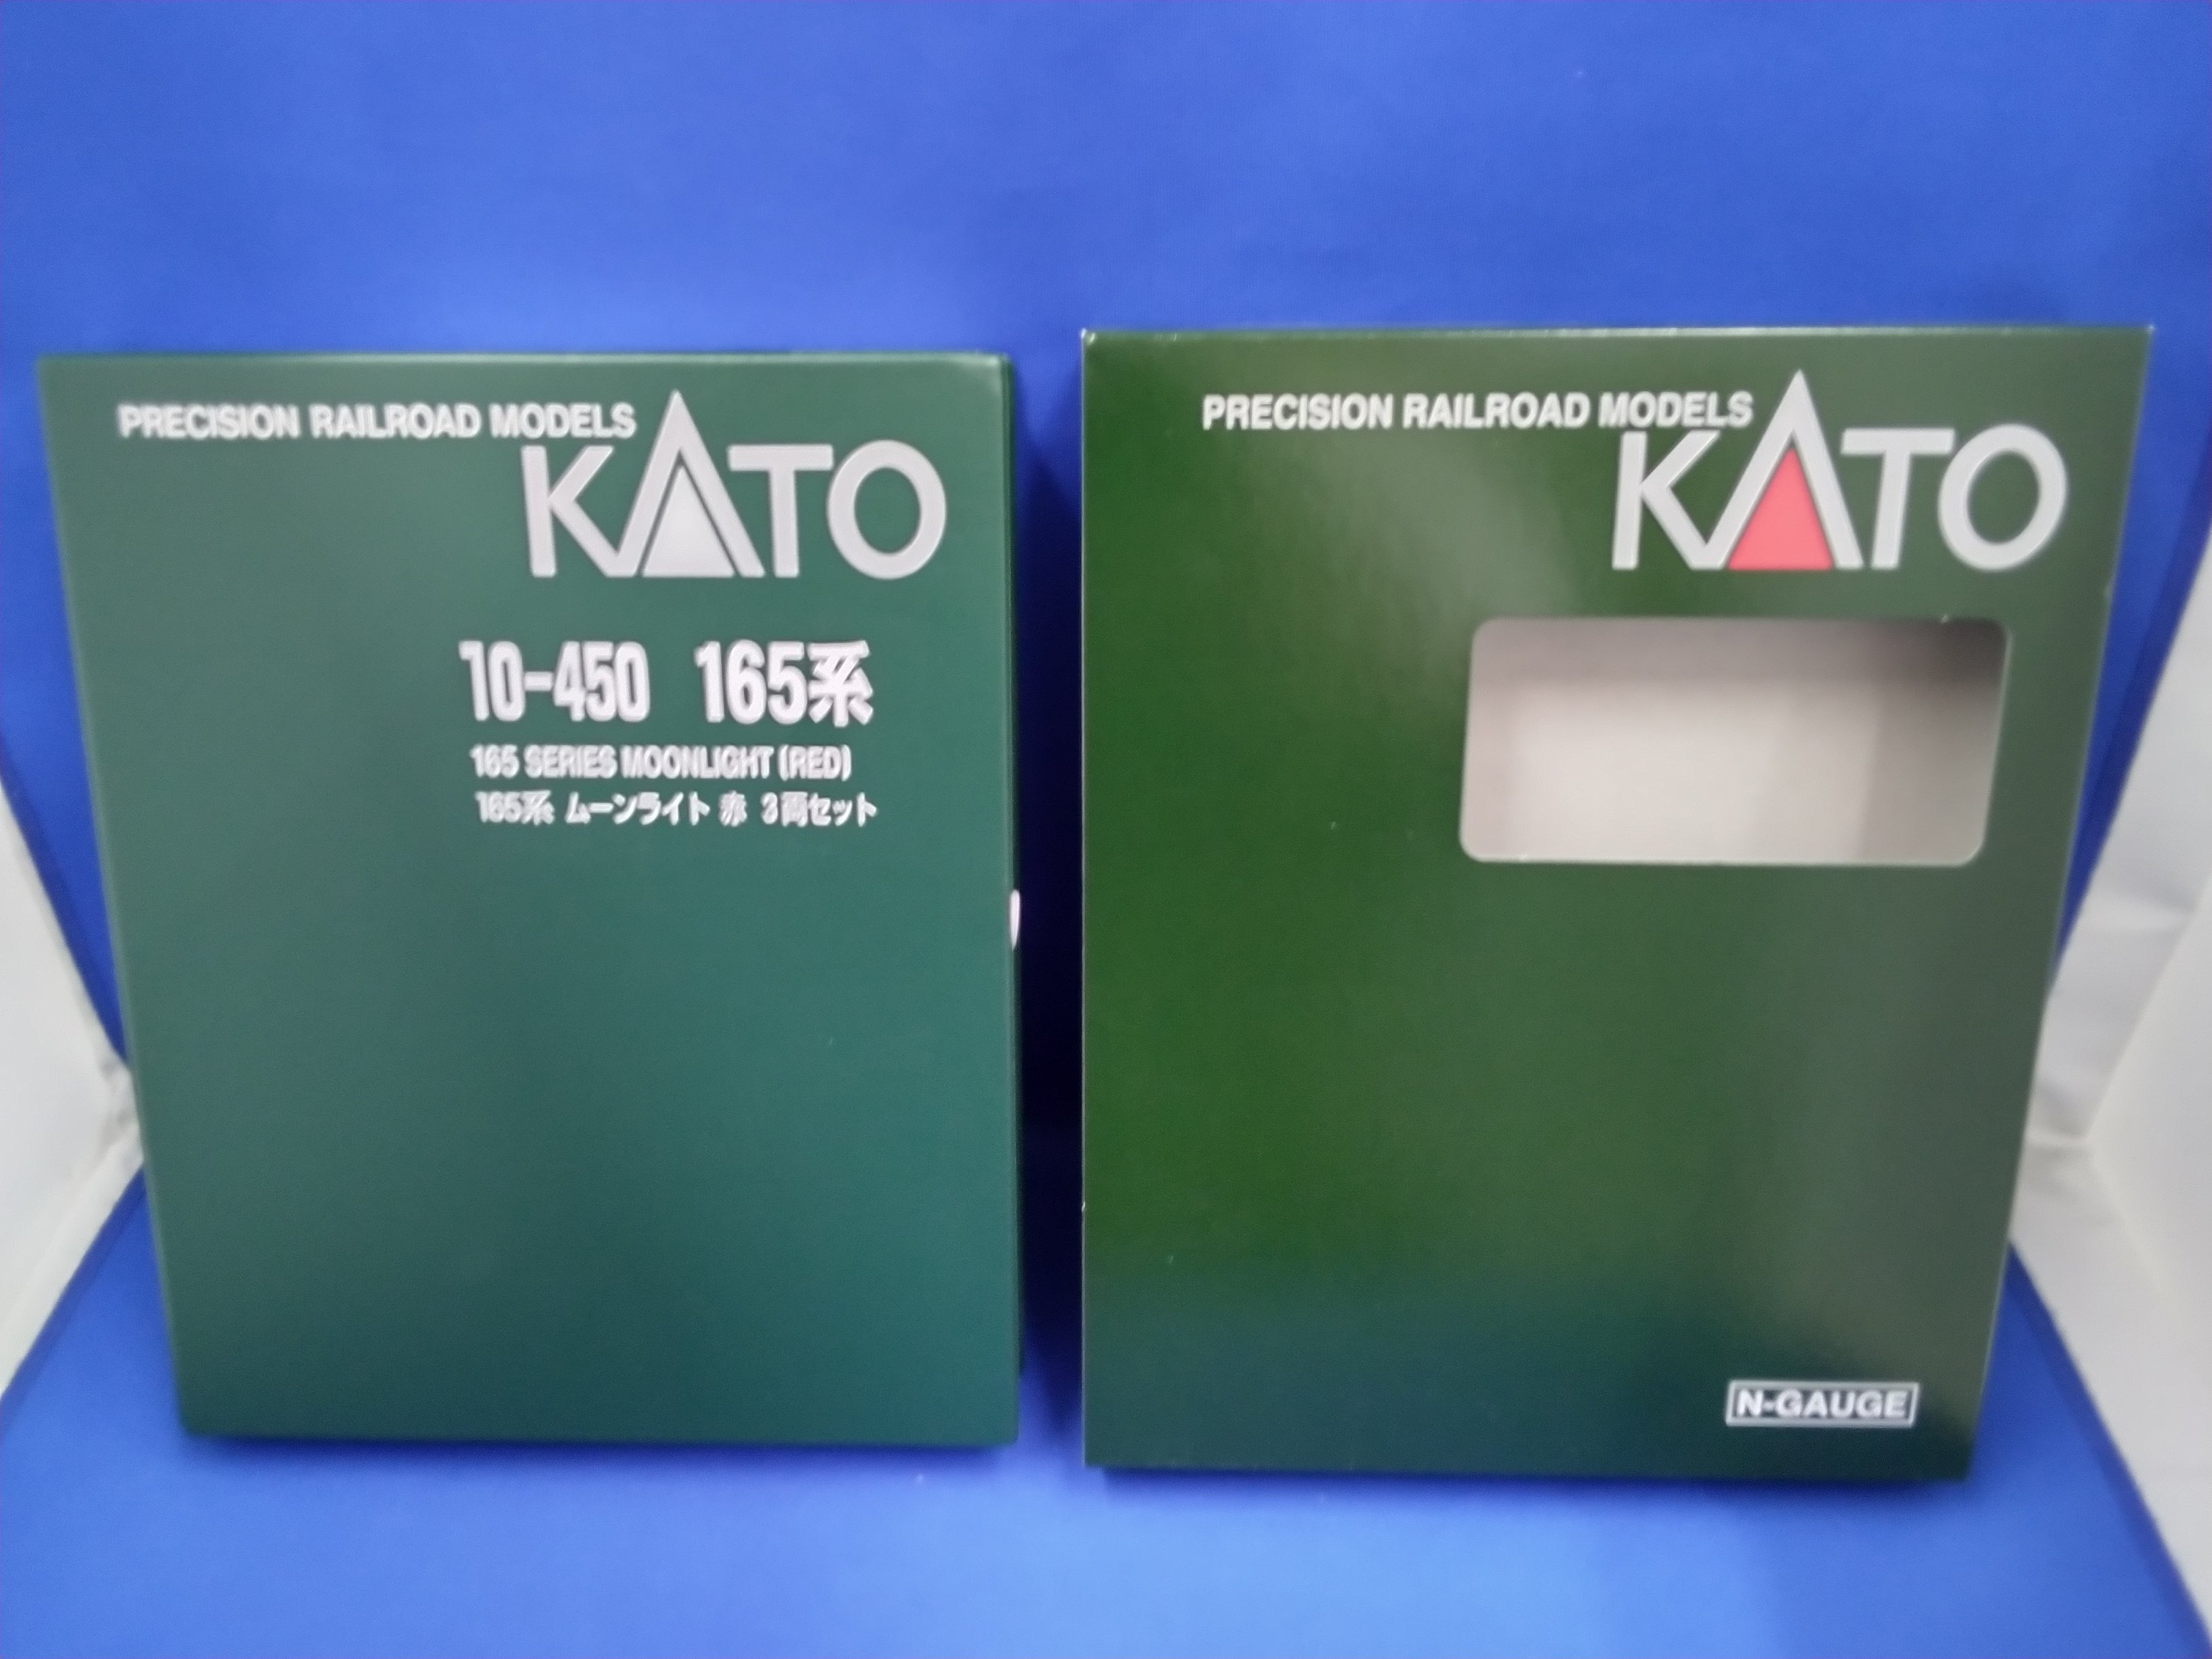 PRECISION RAILROAD MODELS
KATO
10-450 165系
165 SERIES MOONLIGHT (RED)
165系 ムーンライト 赤 3両セット
PRECISION RAILROAD MODELS
KATO
N-GAUGE